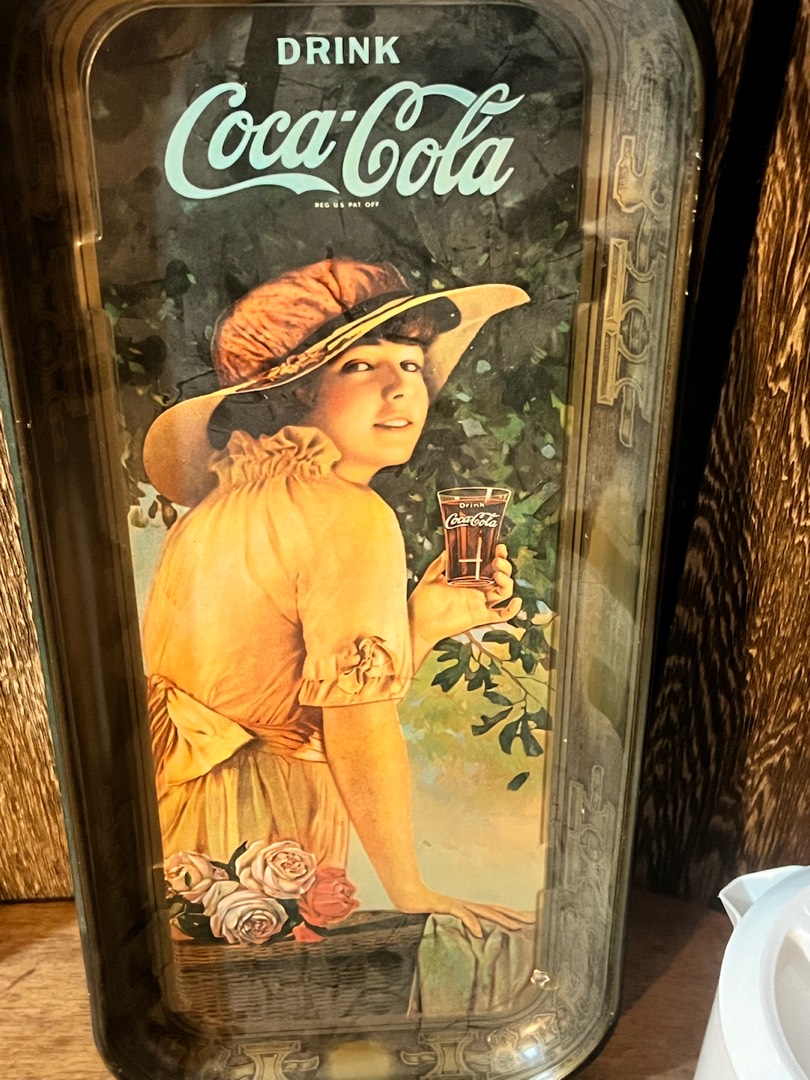 DRINK
Coca-Cola
REG US PAT OFF
Drink
Coca-Cola